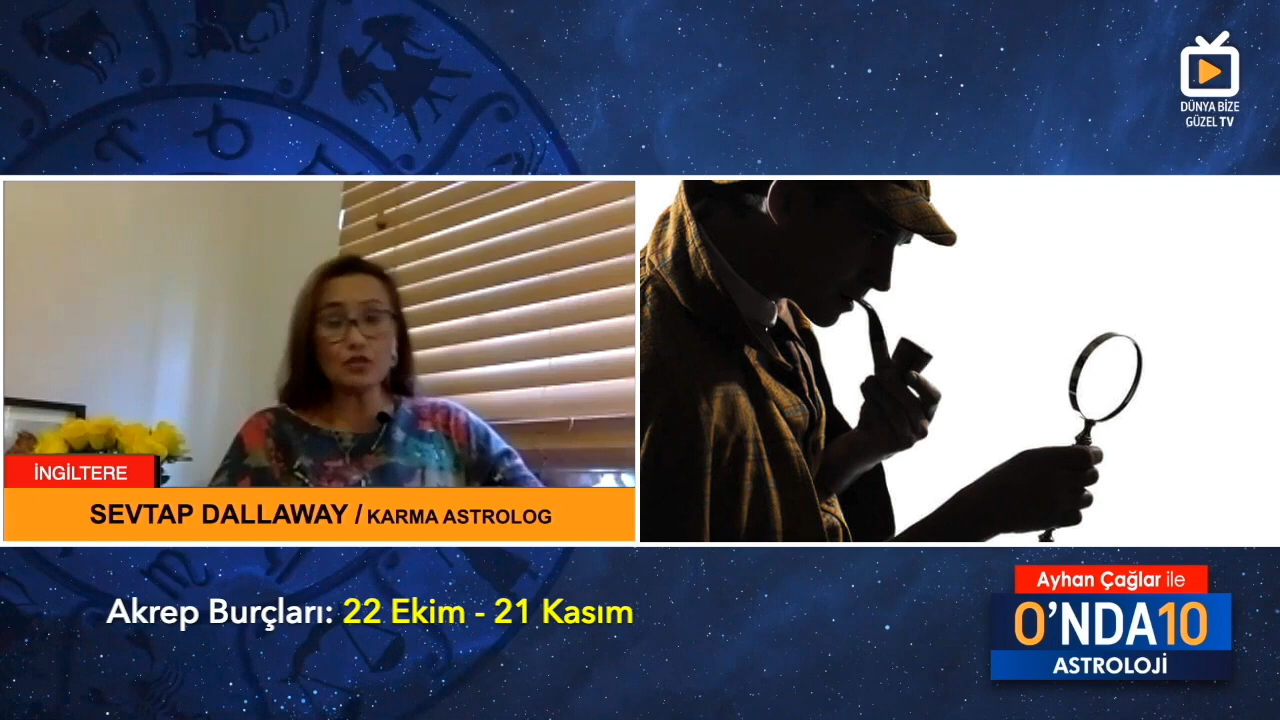 DÜNYA BİZE
GÜZEL TV
İNGİLTERE
SEVTAP DALLAWAY / KARMA ASTROLOG
Akrep Burçları: 22 Ekim - 21 Kasım
Ayhan Çağlar ile
O'NDA10
ASTROLOJİ